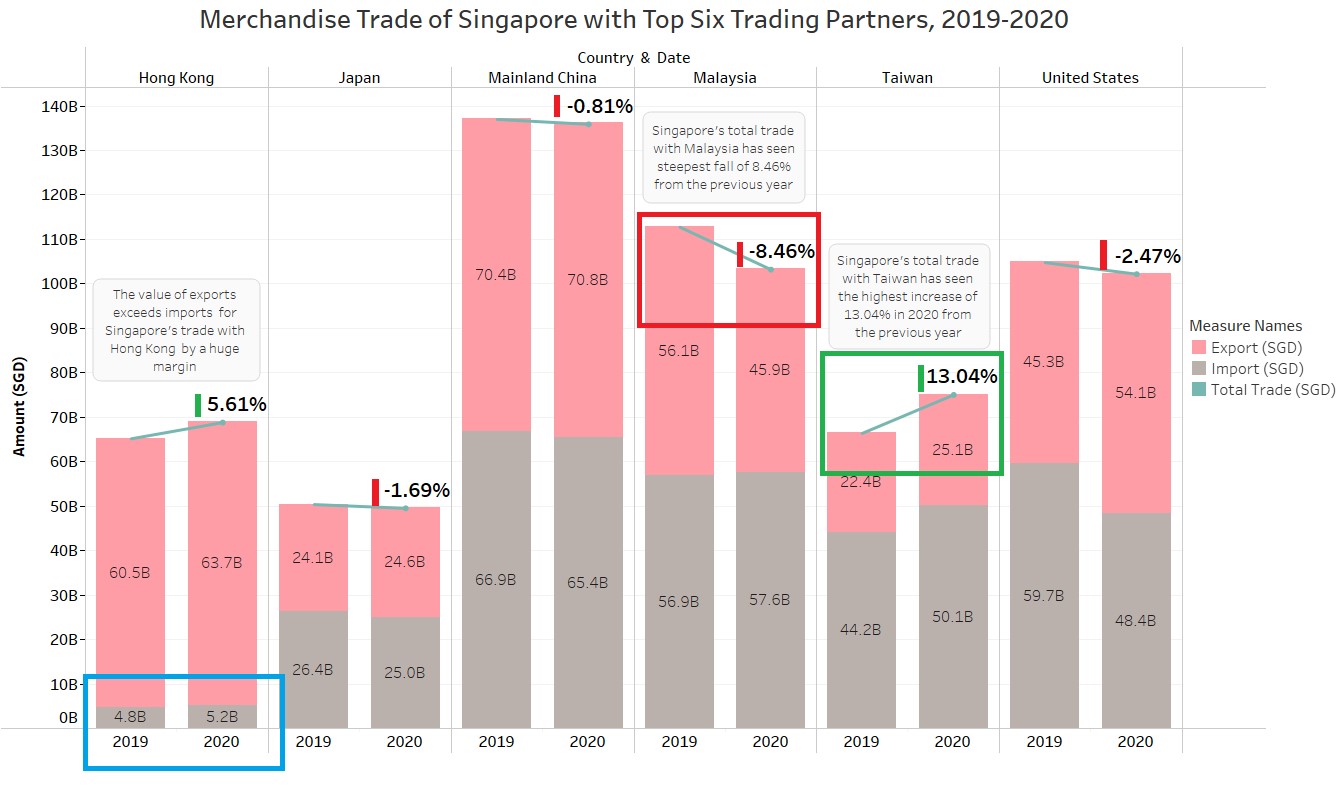 Merchandise Trade of Singapore with Top Six Trading Partners, 2019-2020
Country & Date
Hong Kong
Japan
Mainland China
Malaysia
Taiwan
United States
Amount (SGD)
140B
130B
120B
110B
100B
90B
80B
70B
60B
50B
40B
30B
20B
10B
0B
The value of exports
exceeds imports for
Singapore's trade with
Hong Kong by a huge
margin
5.61%
60.5B
63.7B
4.8B
5.2B
-1.69%
24.1B
24.6B
26.4B
25.0B
-0.81%
70.4B
70.8B
66.9B
65.4B
Singapore's total trade
with Malaysia has seen
steepest fall of 8.46%
from the previous year
-8.46%
56.1B
45.9B
56.9B
57.6B
Singapore's total trade
with Taiwan has seen
the highest increase of
13.04% in 2020 from
the previous year
13.04%
22.4B
25.1B
44.2B
50.1B
-2.47%
45.3B
54.1B
59.7B
48.4B
2019
2020
2019
2020
2019
2020
2019
2020
2019
2020
2019
2020
Measure Names
Export (SGD)
Import (SGD)
Total Trade (SGD)